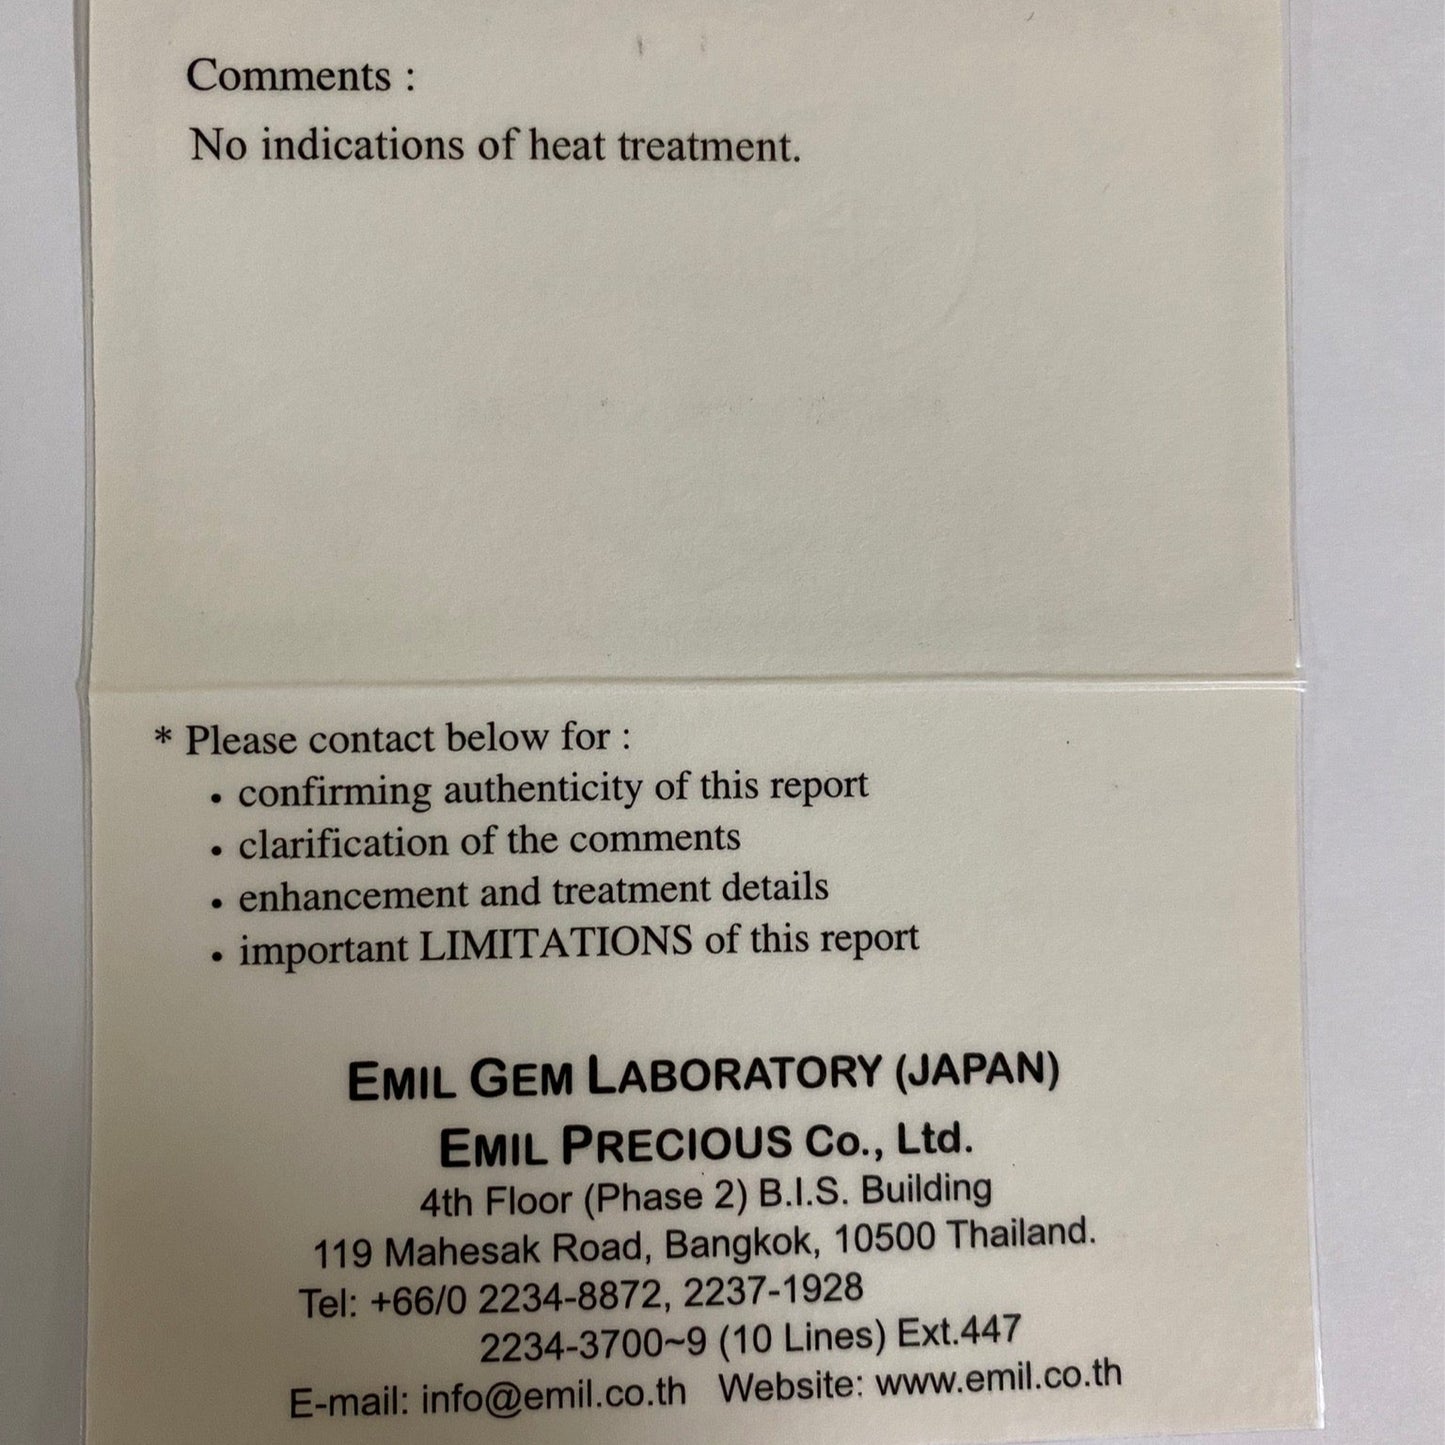 Comments :
No indications of heat treatment.
* Please contact below for :
• confirming authenticity of this report
• clarification of the comments
• enhancement and treatment details
• important LIMITATIONS of this report
EMIL GEM LABORATORY (JAPAN)
EMIL PRECIOUS Co., Ltd.
4th Floor (Phase 2) B.I.S. Building
119 Mahesak Road, Bangkok, 10500 Thailand.
Tel: +66/0 2234-8872, 2237-1928
2234-3700~9 (10 Lines) Ext.447
E-mail: info@emil.co.th Website: www.emil.co.th